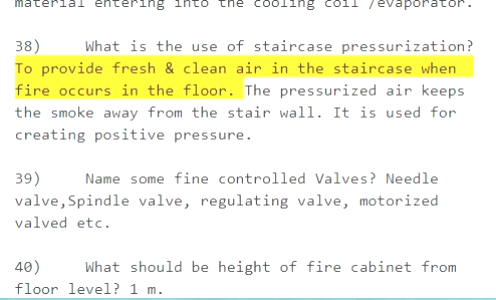 material entering into the cooling coil /evaporator.
38) What is the use of staircase pressurization?
To provide fresh & clean air in the staircase when
fire occurs in the floor. The pressurized air keeps
the smoke away from the stair wall. It is used for
creating positive pressure.
39) Name some fine controlled Valves? Needle
valve,Spindle valve, regulating valve, motorized
valved etc.
40) What should be height of fire cabinet from
floor level? 1 m.